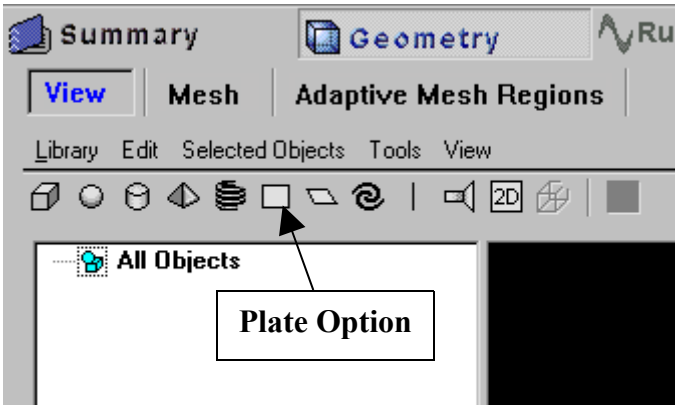 Summary Geometry Ru
View Mesh Adaptive Mesh Regions
Library Edit Selected Objects Tools View
2D
All Objects
Plate Option